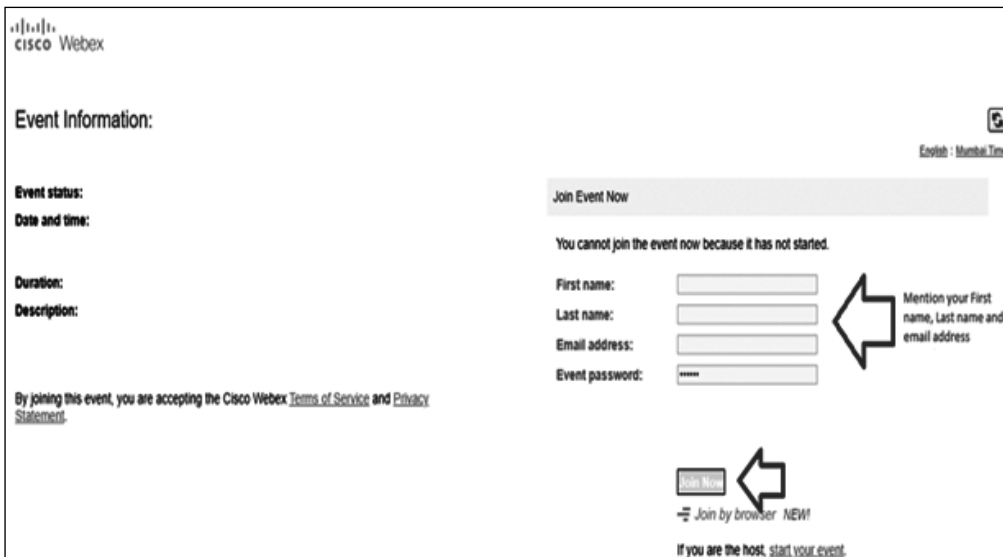 cisco Webex
Event Information:
English : Mumbai Time
Event status:
Date and time:
Duration:
Description:
By joining this event, you are accepting the Cisco Webex Terms of Service and Privacy
Statement.
Join Event Now
You cannot join the event now because it has not started.
First name:
Last name:
Email address:
Event password:
Mention your First
name, Last name and
email address
Join Now
Join by browser NEW!
If you are the host, start your event.